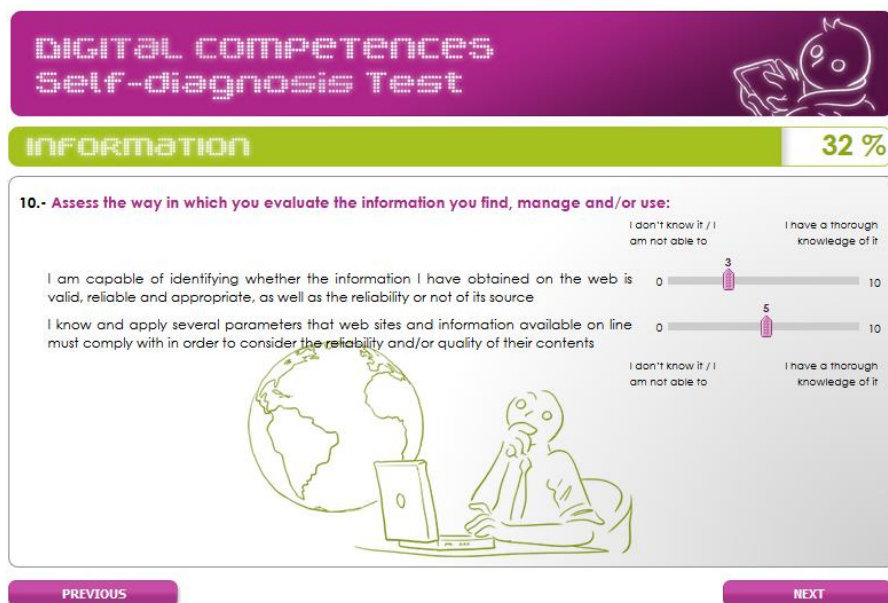 DIGITAL COMPETENCES
Self-diagnosis Test
INFORMATION
32 %
10.- Assess the way in which you evaluate the information you find, manage and/or use:
I don't know it / I
am not able to
I have a thorough
knowledge of it
I am capable of identifying whether the information I have obtained on the web is
valid, reliable and appropriate, as well as the reliability or not of its source
0
3
10
I know and apply several parameters that web sites and information available on line
must comply with in order to consider the reliability and/or quality of their contents
0
5
10
I don't know it / I
am not able to
I have a thorough
knowledge of it
PREVIOUS
NEXT